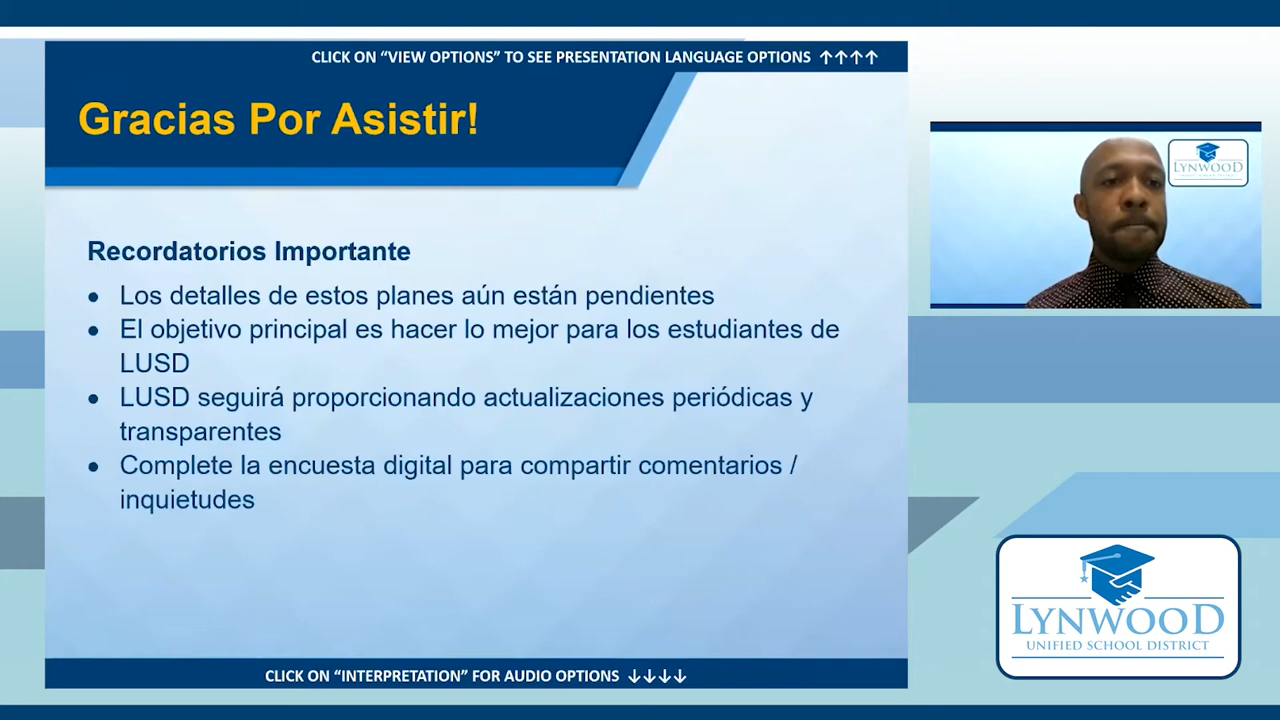 CLICK ON “VIEW OPTIONS” TO SEE PRESENTATION LANGUAGE OPTIONS ↑↑↑↑
Gracias Por Asistir!
Recordatorios Importante
● Los detalles de estos planes aún están pendientes
● El objetivo principal es hacer lo mejor para los estudiantes de
LUSD
● LUSD seguirá proporcionando actualizaciones periódicas y
transparentes
● Complete la encuesta digital para compartir comentarios /
inquietudes
CLICK ON “INTERPRETATION” FOR AUDIO OPTIONS ↓↓↓↓
LYNWOOD
LYNWOOD
UNIFIED SCHOOL DISTRICT